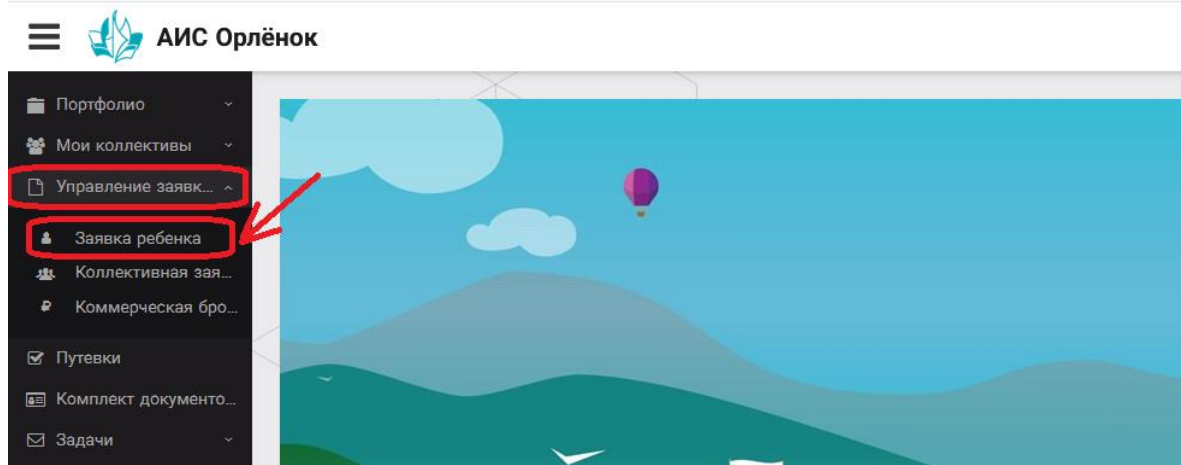 АИС Орлёнок
Портфолио
Мои коллективы
Управление заявк...
Заявка ребенка
Коллективная зая...
Коммерческая бро...
Путевки
Комплект документо...
Задачи